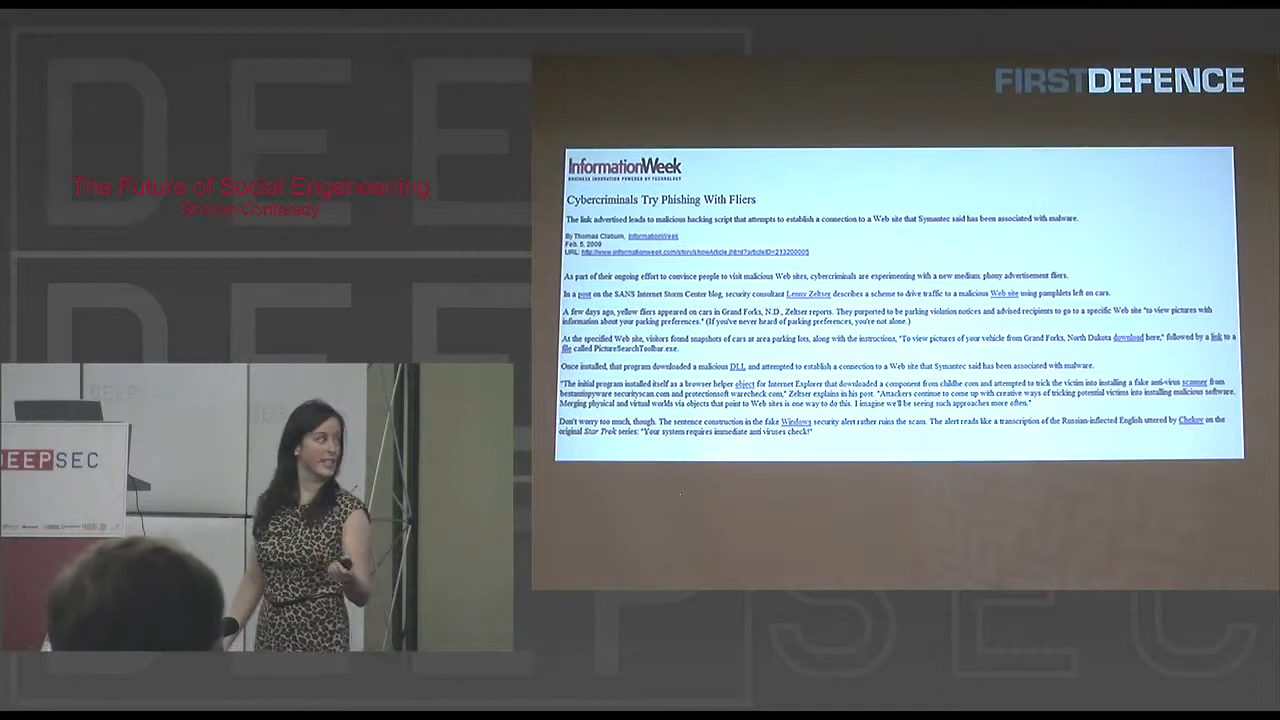 DEEPSEC
FIRSTDEFENCE
The Future of Social Engeneering
Sharon Conheady
InformationWeek
BUSINESS INNOVATION POWERED BY TECHNOLOGY
Cybercriminals Try Phishing With Fliers
The link advertised leads to malicious hacking script that attempts to establish a connection to a Web site that Symantec said has been associated with malware.
By Thomas Claburn, InformationWeek
Feb. 5, 2009
URL: http://www.informationweek.com/story/showArticle.jhtml?articleID=213200005
As part of their ongoing effort to convince people to visit malicious Web sites, cybercriminals are experimenting with a new medium: phony advertisement fliers.
In a post on the SANS Internet Storm Center blog, security consultant Lenny Zeltser describes a scheme to drive traffic to a malicious Web site using pamphlets left on cars.
A few days ago, yellow fliers appeared on cars in Grand Forks, N.D., Zeltser reports. They purported to be parking violation notices and advised recipients to go to a specific Web site "to view pictures with
information about your parking preferences." (If you've never heard of parking preferences, you're not alone.)
At the specified Web site, visitors found snapshots of cars at area parking lots, along with the instructions, "To view pictures of your vehicle from Grand Forks, North Dakota download here," followed by a link to a
file called PictureSearchToolbar.exe.
Once installed, that program downloaded a malicious DLL and attempted to establish a connection to a Web site that Symantec said has been associated with malware.
"The initial program installed itself as a browser helper object for Internet Explorer that downloaded a component from childhe.com and attempted to trick the victim into installing a fake anti-virus scanner from
bestantispyware securityscan.com and protectionsoft warecheck.com," Zeltser explains in his post. "Attackers continue to come up with creative ways of tricking potential victims into installing malicious software.
Merging physical and virtual worlds via objects that point to Web sites is one way to do this. I imagine we'll be seeing such approaches more often."
Don't worry too much, though. The sentence construction in the fake Windows security alert rather ruins the scam. The alert reads like a transcription of the Russian-inflected English uttered by Chekov on the
original Star Trek series: "Your system requires immediate anti viruses check!"
DEEPSEC
DEEPSEC